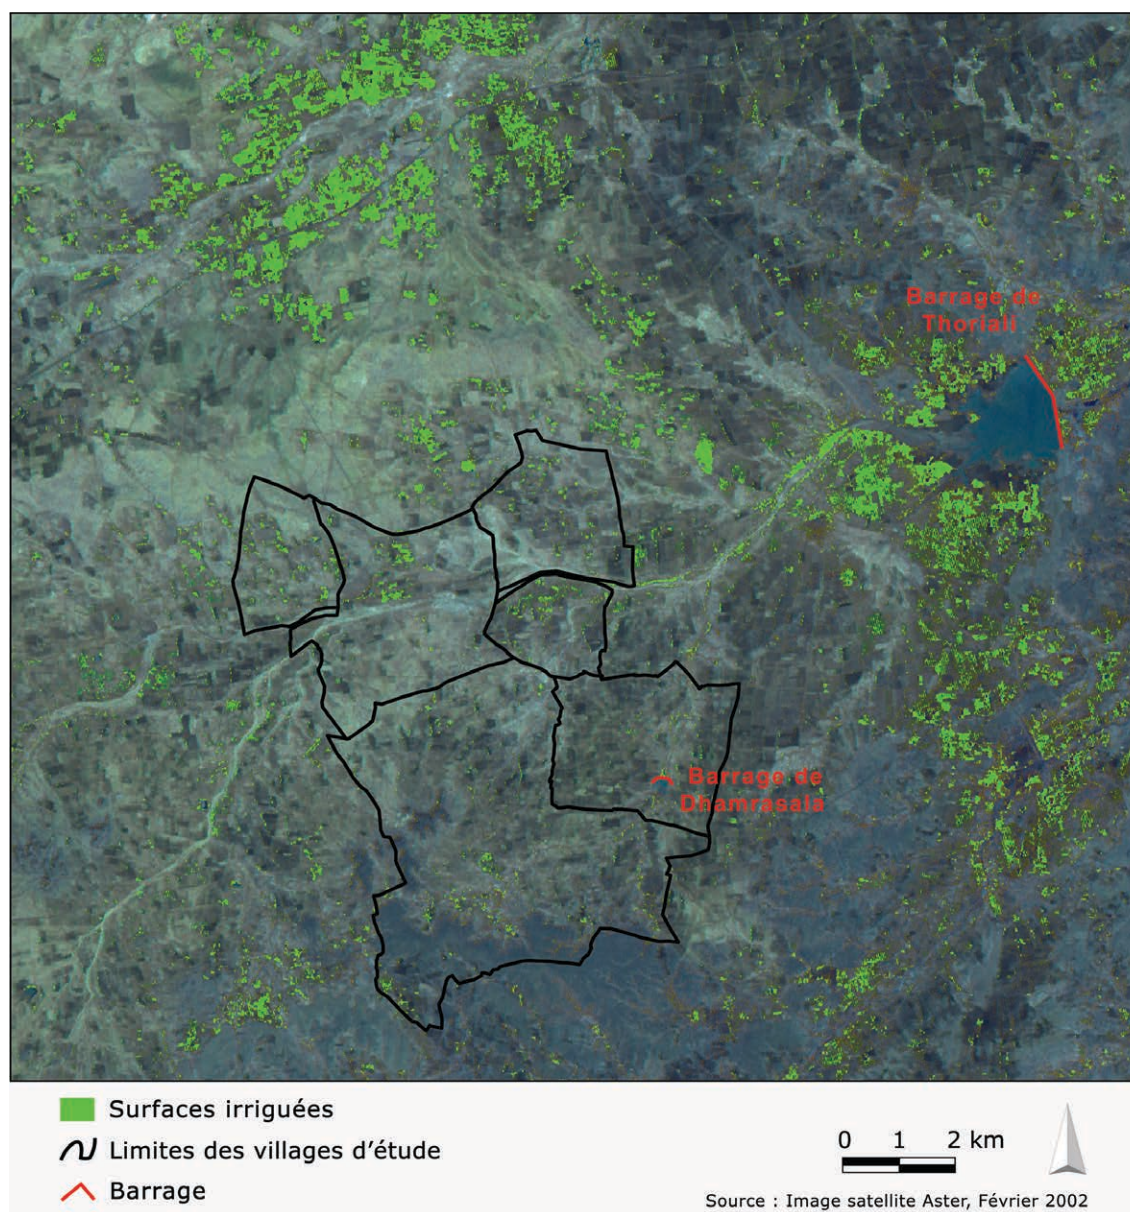 Barrage de
Thoriali
Barrage de
Dhamrasala
Surfaces irriguées
Limites des villages d’étude
Barrage
0 1 2 km
Source : Image satellite Aster, Février 2002